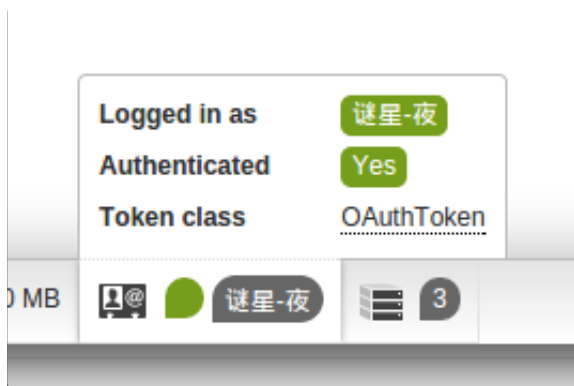 Logged in as 谜星-夜
Authenticated Yes
Token class OAuthToken
0 MB @ 谜星-夜 3